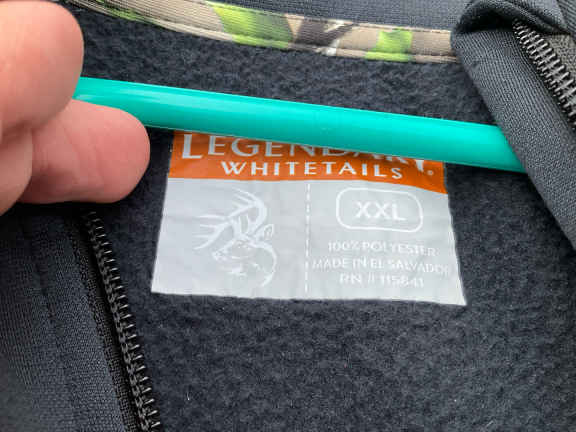 LEGENDARY®
WHITETAILS
XXL
100% POLYESTER
MADE IN EL SALVADOR
RN # 115841